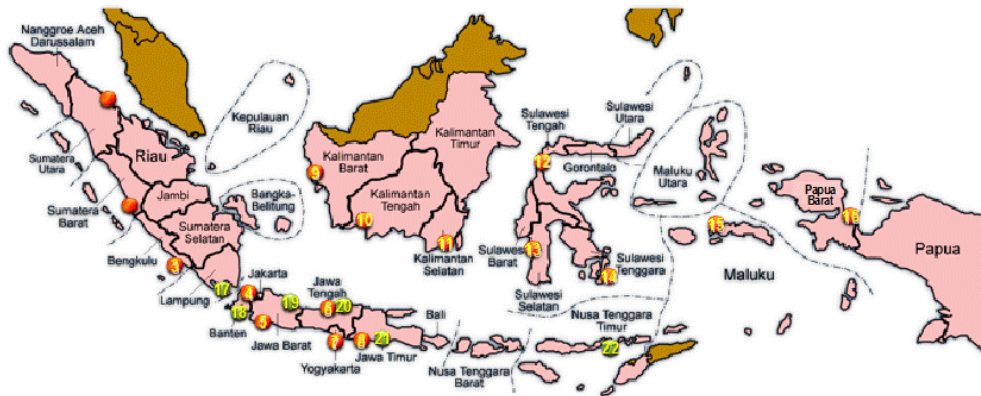 Nanggroe Aceh
Darussalam
Kepulauan
Riau
Sumatera
Utara
Riau
Sumatera
Barat
Jambi
Bangka-
Belitung
Sumatera
Selatan
Bengkulu
3
Lampung
17
18
Banten
4
Jakarta
5
Jawa Barat
19
Jawa
Tengah
6
20
7
Yogyakarta
8
21
Jawa Timur
Bali
Nusa Tenggara
Barat
Nusa Tenggara
Timur
22
9
Kalimantan
Barat
Kalimantan
Timur
Kalimantan
Tengah
10
11
Kalimantan
Selatan
Sulawesi
Tengah
Sulawesi
Utara
12
Gorontalo
Sulawesi
Barat
13
Sulawesi
Tenggara
14
Sulawesi
Selatan
Maluku
Utara
15
Maluku
Papua
Barat
16
Papua